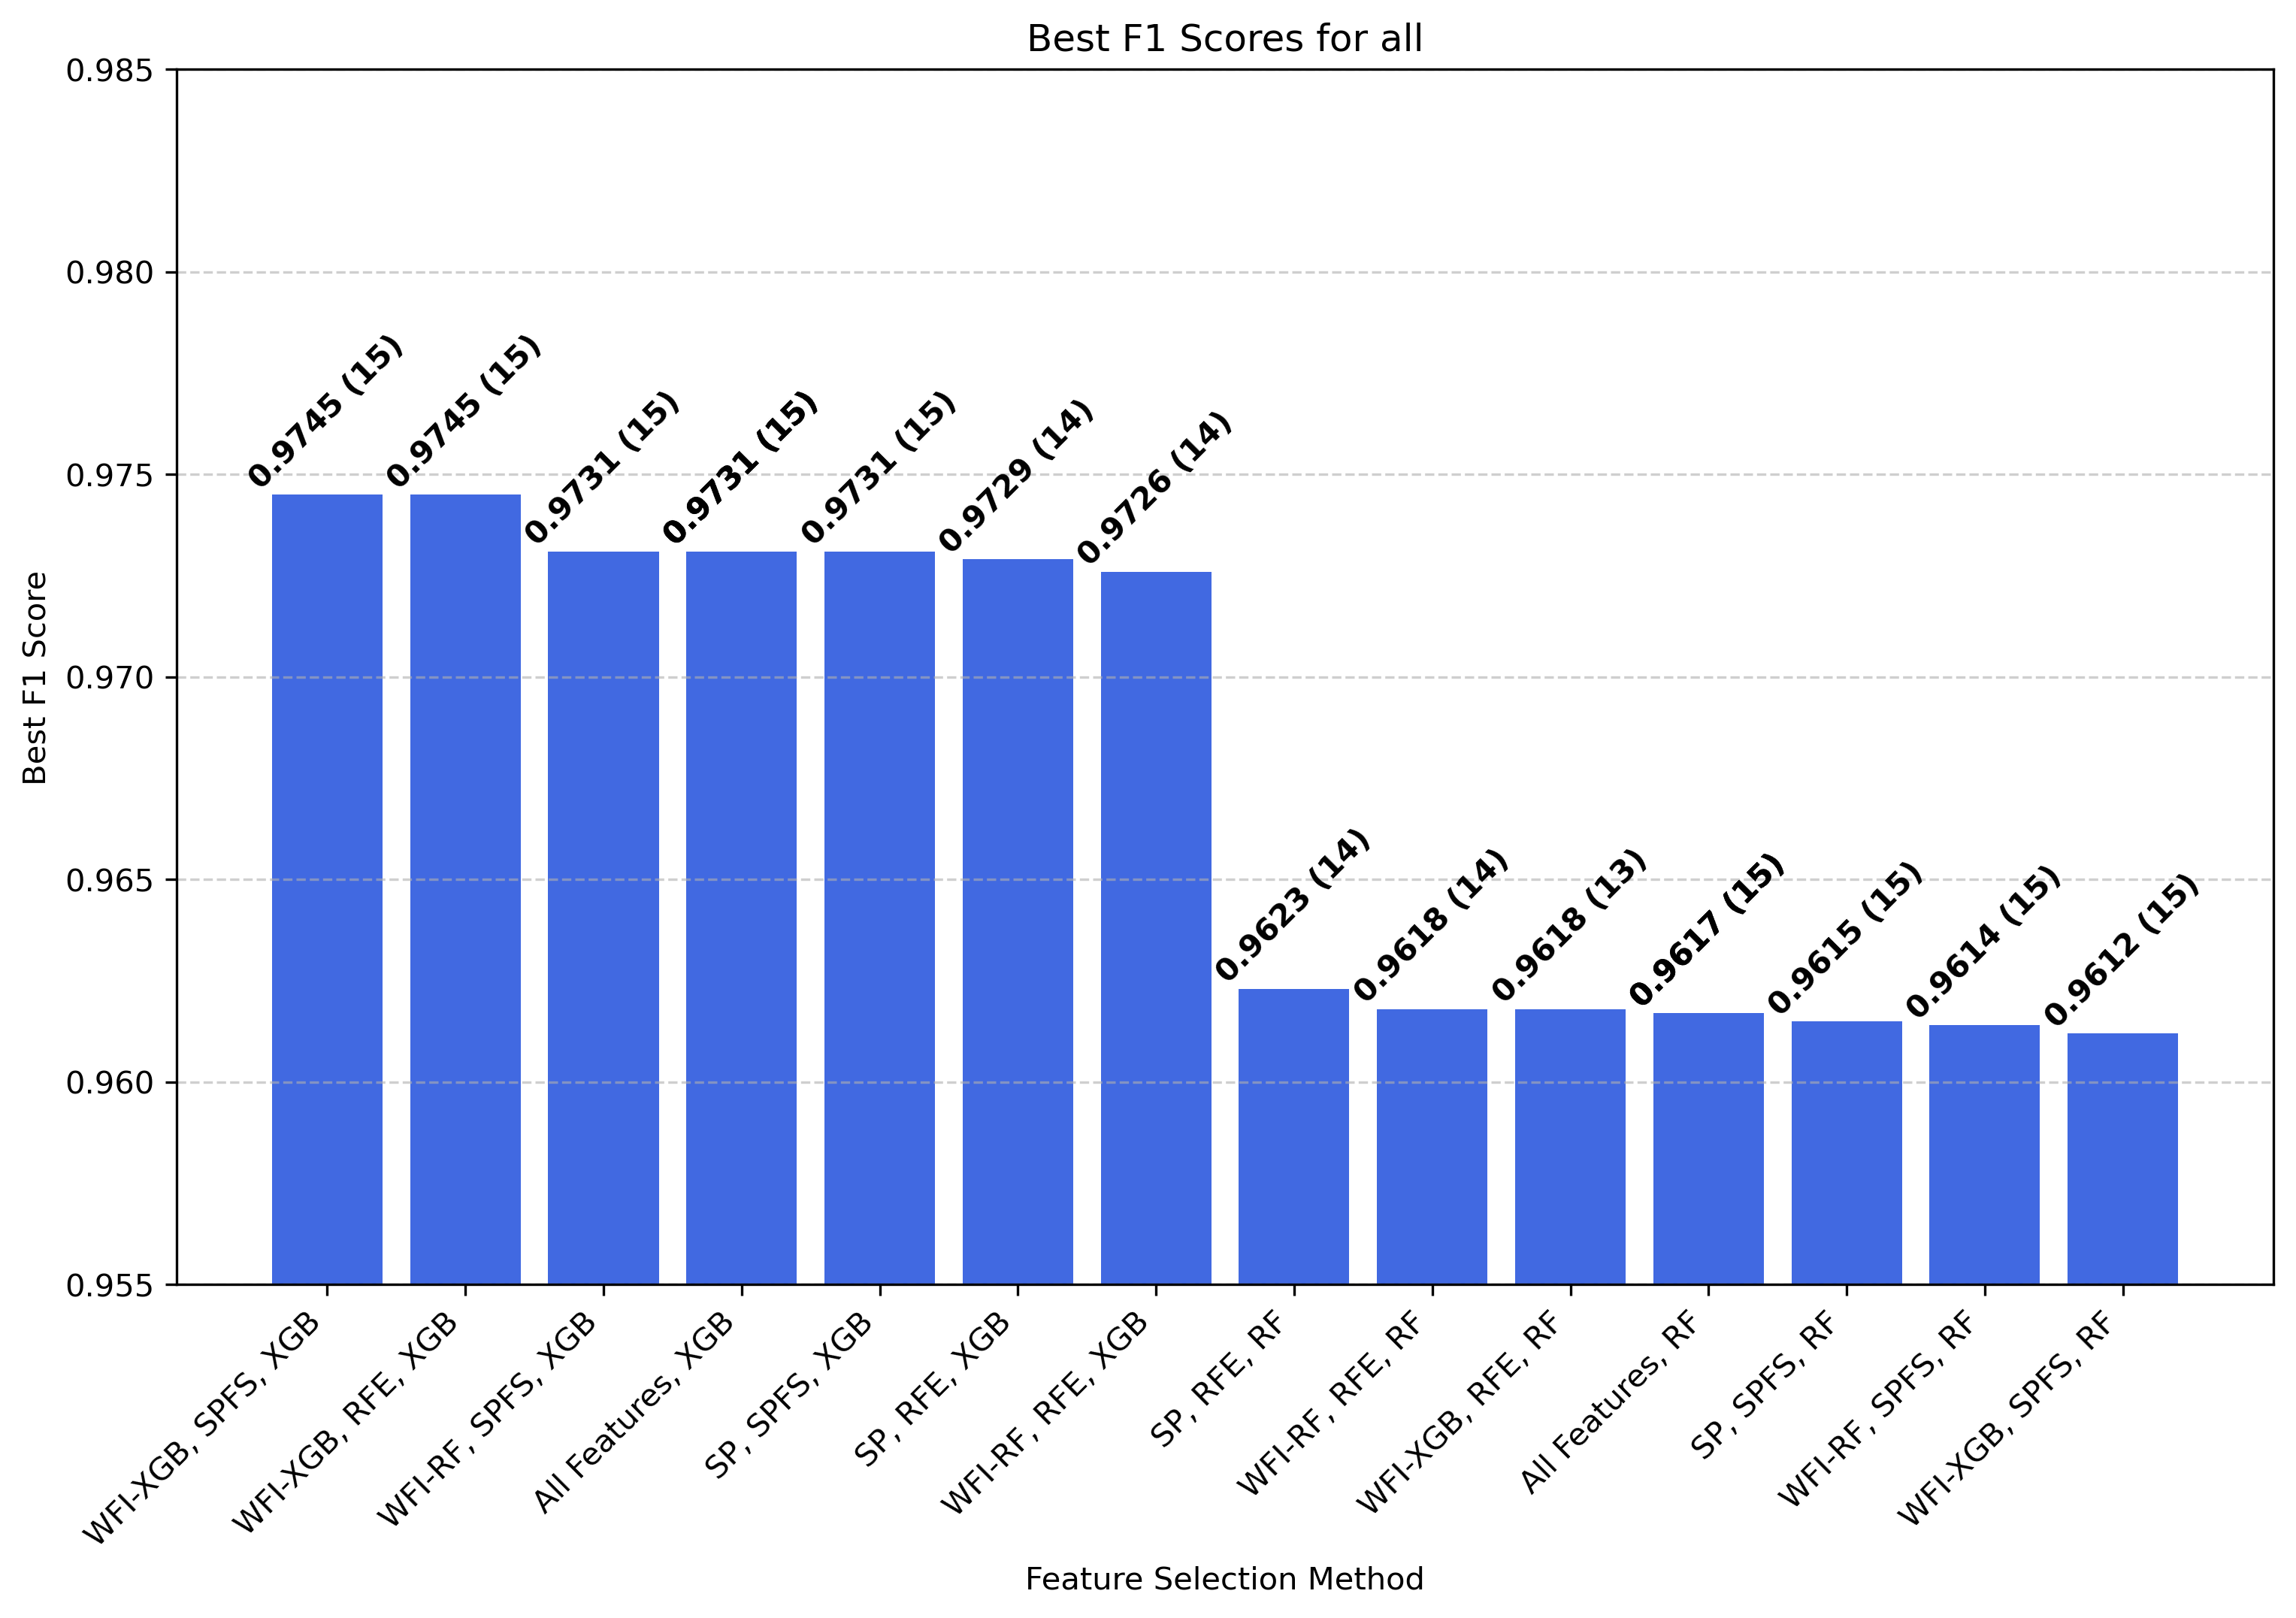 Best F1 Scores for all
Best F1 Score
0.985
0.980
0.975
0.970
0.965
0.960
0.955
0.9745 (15)
0.9745 (15)
0.9731 (15)
0.9731 (15)
0.9731 (15)
0.9729 (14)
0.9726 (14)
0.9623 (14)
0.9618 (14)
0.9618 (13)
0.9617 (15)
0.9615 (15)
0.9614 (15)
0.9612 (15)
WFI-XGB, SPFS, XGB
WFI-XGB, RFE, XGB
WFI-RF, SPFS, XGB
All Features, XGB
SP, SPFS, XGB
SP, RFE, XGB
WFI-RF, RFE, XGB
SP, RFE, RF
WFI-RF, RFE, RF
WFI-XGB, RFE, RF
All Features, RF
SP, SPFS, RF
WFI-RF, SPFS, RF
WFI-XGB, SPFS, RF
Feature Selection Method